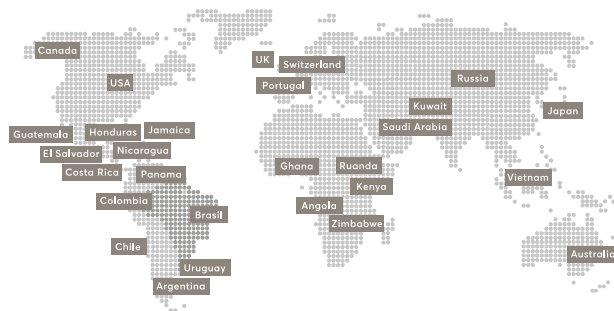 Canada
UK
Switzerland
USA
Russia
Portugal
Kuwait
Japan
Guatemala
Honduras
Jamaica
Saudi Arabia
El Salvador
Nicaragua
Costa Rica
Panama
Ghana
Ruanda
Vietnam
Kenya
Colombia
Brasil
Angola
Zimbabwe
Chile
Australia
Uruguay
Argentina